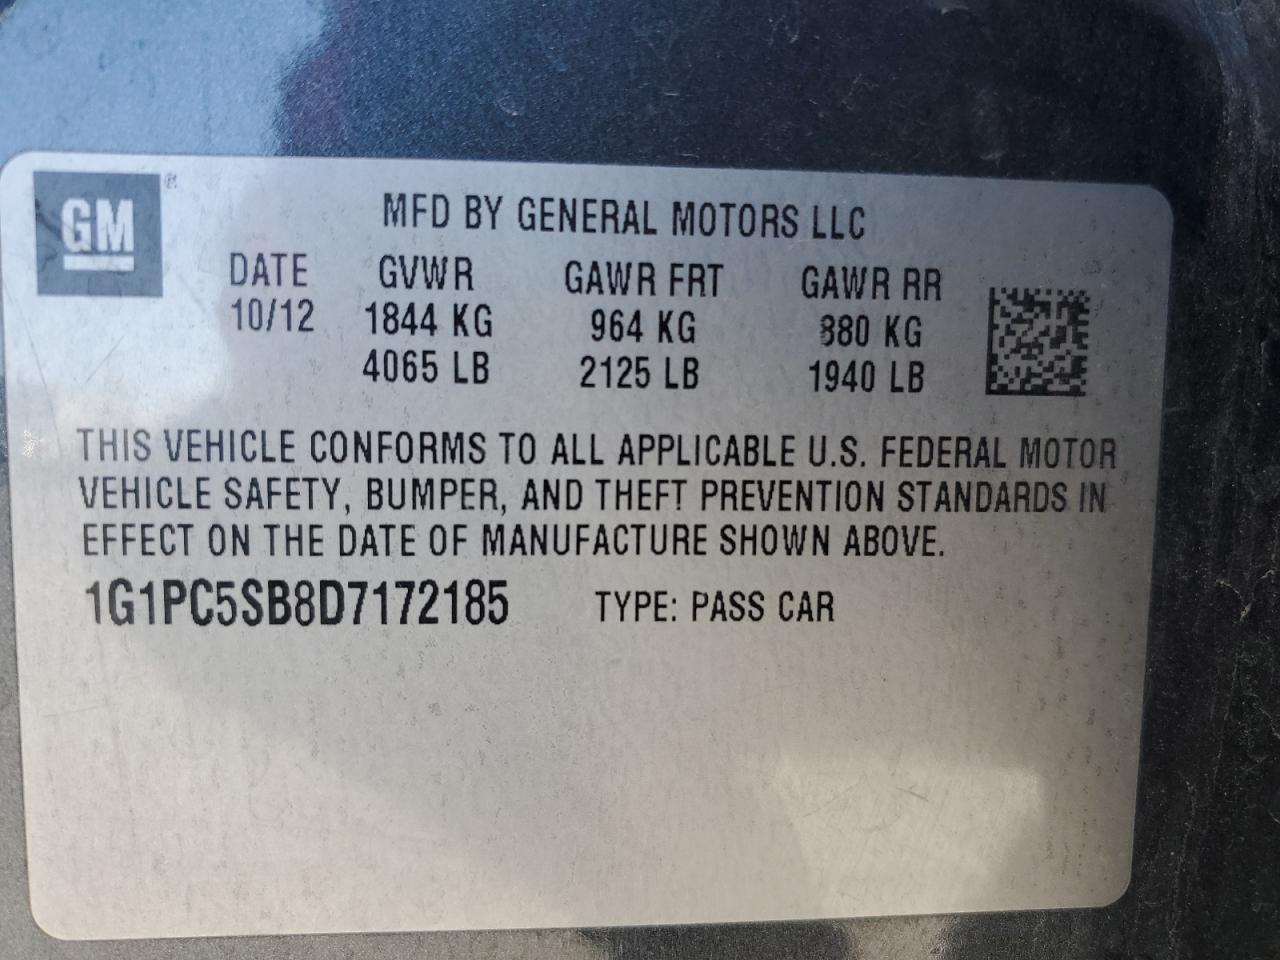 GM ®
MFD BY GENERAL MOTORS LLC
DATE GVWR GAWR FRT GAWR RR
10/12 1844 KG 964 KG 880 KG
4065 LB 2125 LB 1940 LB
THIS VEHICLE CONFORMS TO ALL APPLICABLE U.S. FEDERAL MOTOR
VEHICLE SAFETY, BUMPER, AND THEFT PREVENTION STANDARDS IN
EFFECT ON THE DATE OF MANUFACTURE SHOWN ABOVE.
1G1PC5SB8D7172185 TYPE: PASS CAR